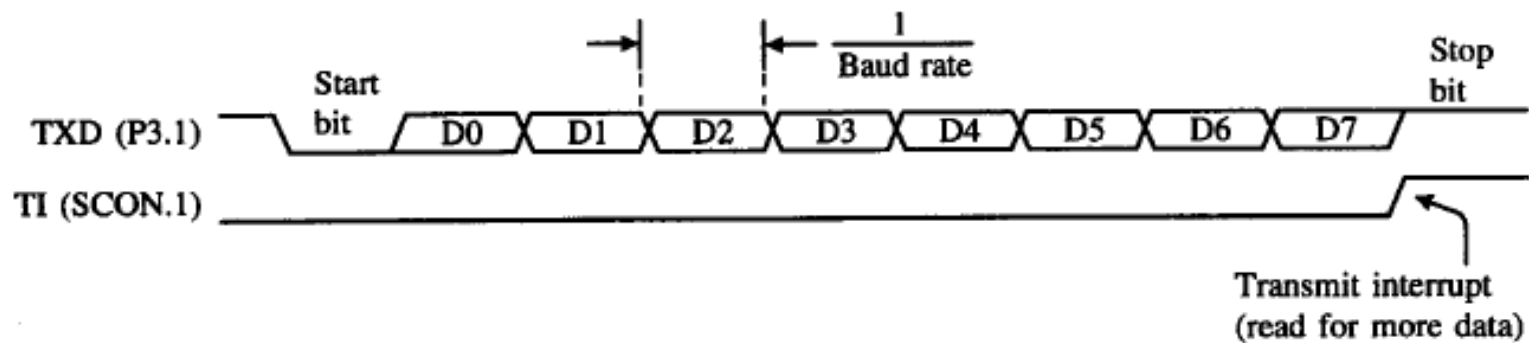 1
Baud rate
Start
bit
Stop
bit
TXD (P3.1)
D0 D1 D2 D3 D4 D5 D6 D7
TI (SCON.1)
Transmit interrupt
(read for more data)